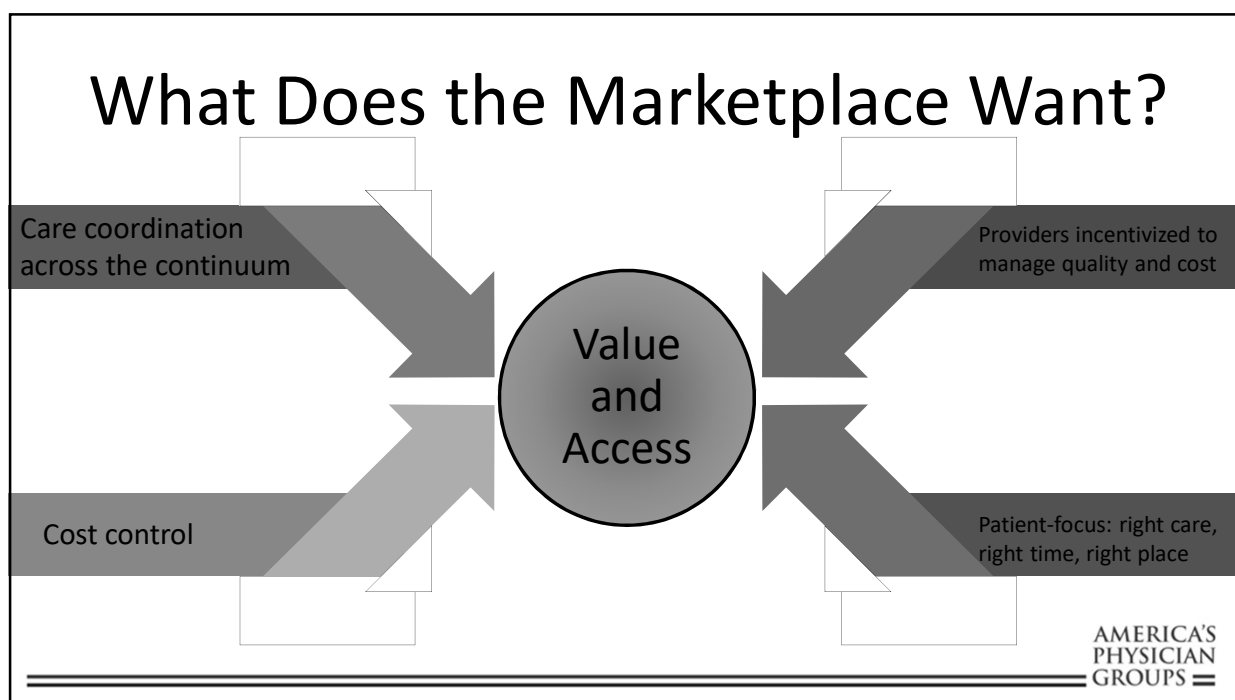 What Does the Marketplace Want?
Care coordination
across the continuum
Providers incentivized to
manage quality and cost
Value
and
Access
Cost control
Patient-focus: right care,
right time, right place
AMERICA'S
PHYSICIAN
GROUPS